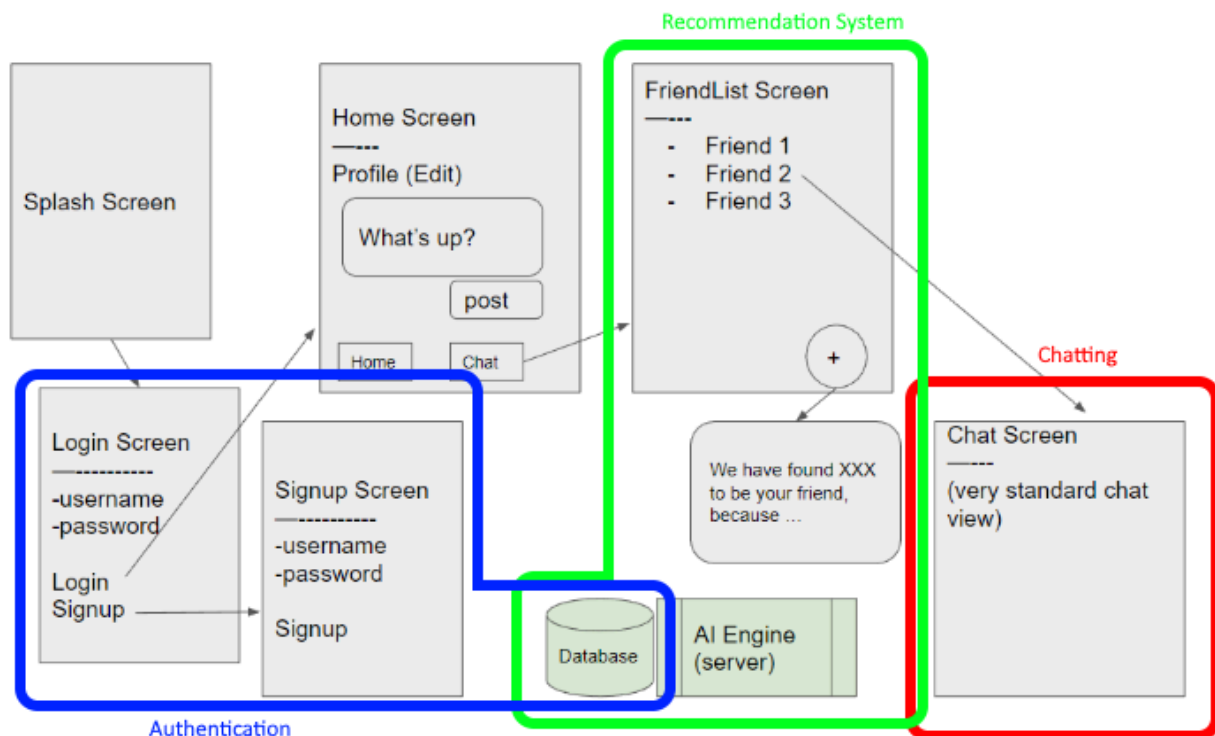 Recommendation System
Splash Screen
Home Screen
—---
Profile (Edit)
What's up?
post
Home
Chat
FriendList Screen
—---
- Friend 1
- Friend 2
- Friend 3
+
We have found XXX
to be your friend,
because ...
Chatting
Chat Screen
—---
(very standard chat
view)
Login Screen
—----------
-username
-password
Login
Signup
Signup Screen
—----------
-username
-password
Signup
Database
AI Engine
(server)
Authentication